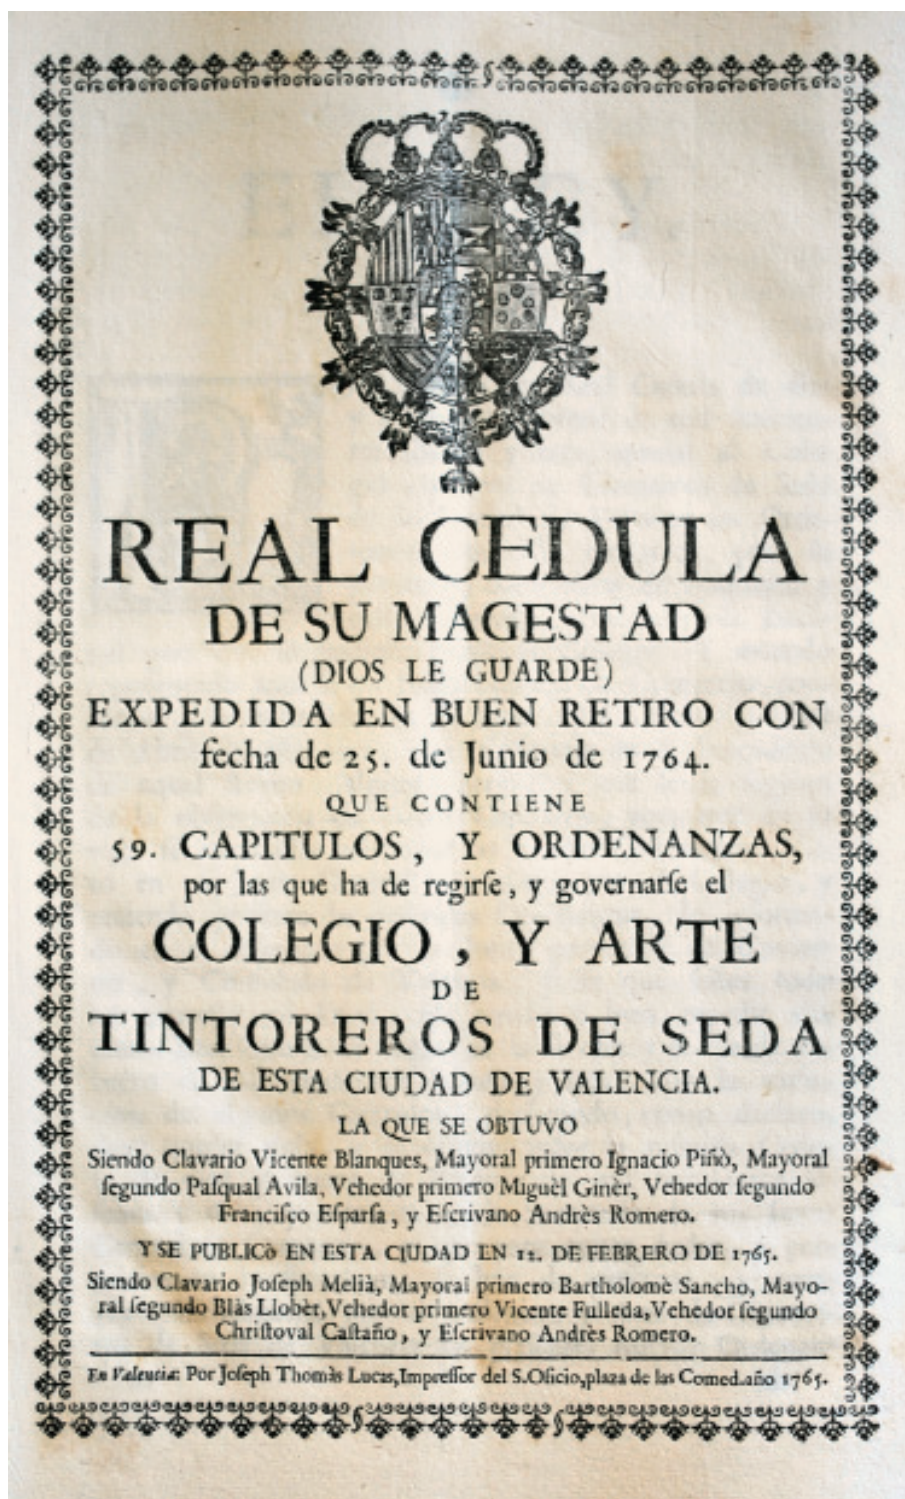 REAL CEDULA
DE SU MAGESTAD
(DIOS LE GUARDE)
EXPEDIDA EN BUEN RETIRO CON
fecha de 25. de Junio de 1764.
QUE CONTIENE
59. CAPITULOS, Y ORDENANZAS,
por las que ha de regirſe, y governarſe el
COLEGIO, Y ARTE
DE
TINTOREROS DE SEDA
DE ESTA CIUDAD DE VALENCIA.
LA QUE SE OBTUVO
Siendo Clavario Vicente Blanques, Mayoral primero Ignacio Piñò, Mayoral
ſegundo Paſqual Avila, Vehedor primero Miguèl Ginèr, Vehedor ſegundo
Franciſco Eſparſa, y Eſcrivano Andrès Romero.
Y SE PUBLICò EN ESTA CIUDAD EN 12. DE FEBRERO DE 1765.
Siendo Clavario Joſeph Melià, Mayoral primero Bartholomè Sancho, Mayo-
ral ſegundo Blàs Llobèr, Vehedor primero Vicente Fulleda, Vehedor ſegundo
Chriſtoval Caſtaño, y Eſcrivano Andrès Romero.
En Valencia: Por Joſeph Thomàs Lucas, Impreſſor del S. Oficio, plaza de las Comed. año 1765.